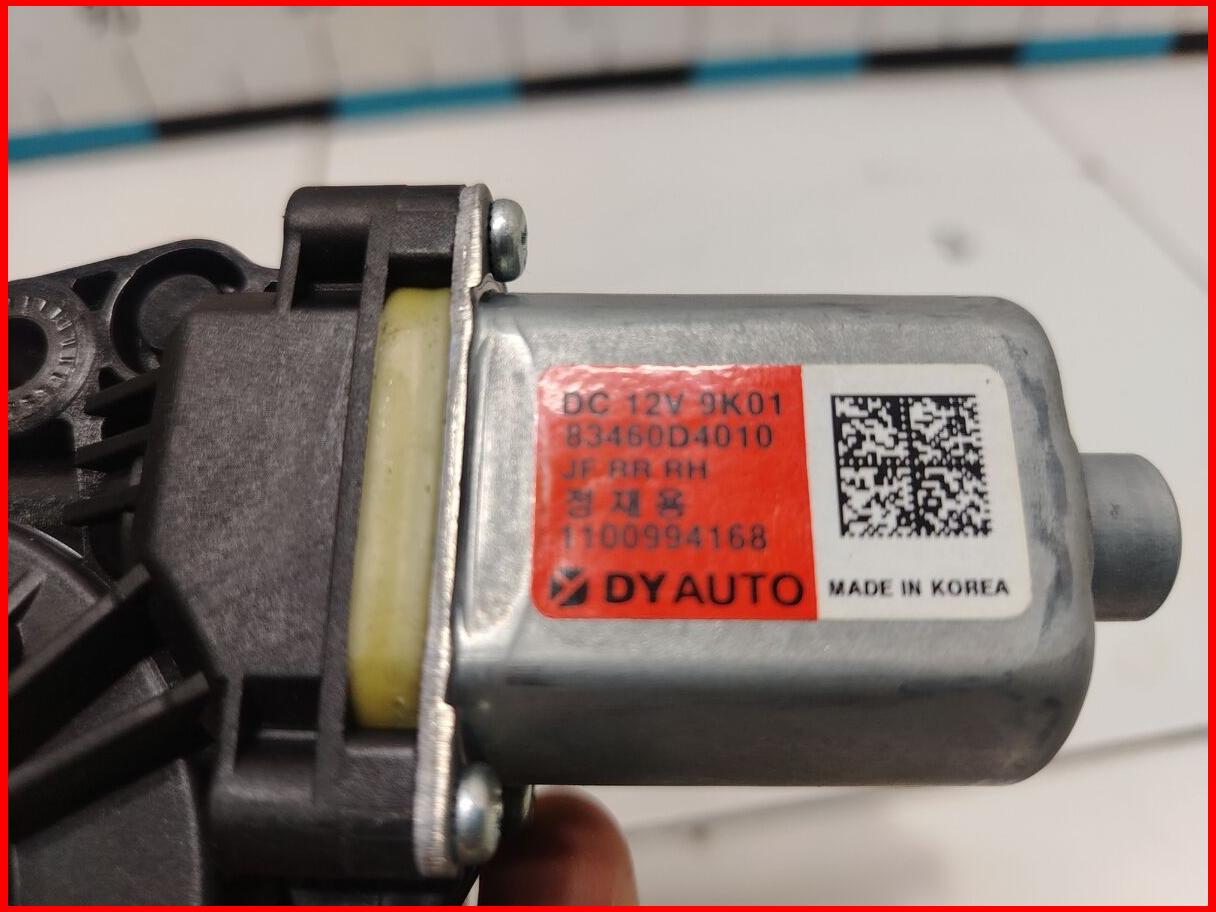 DC 12V 9K01
83460D4010
JF RR RH
정 재 용
1100994168
DYAUTO
MADE IN KOREA